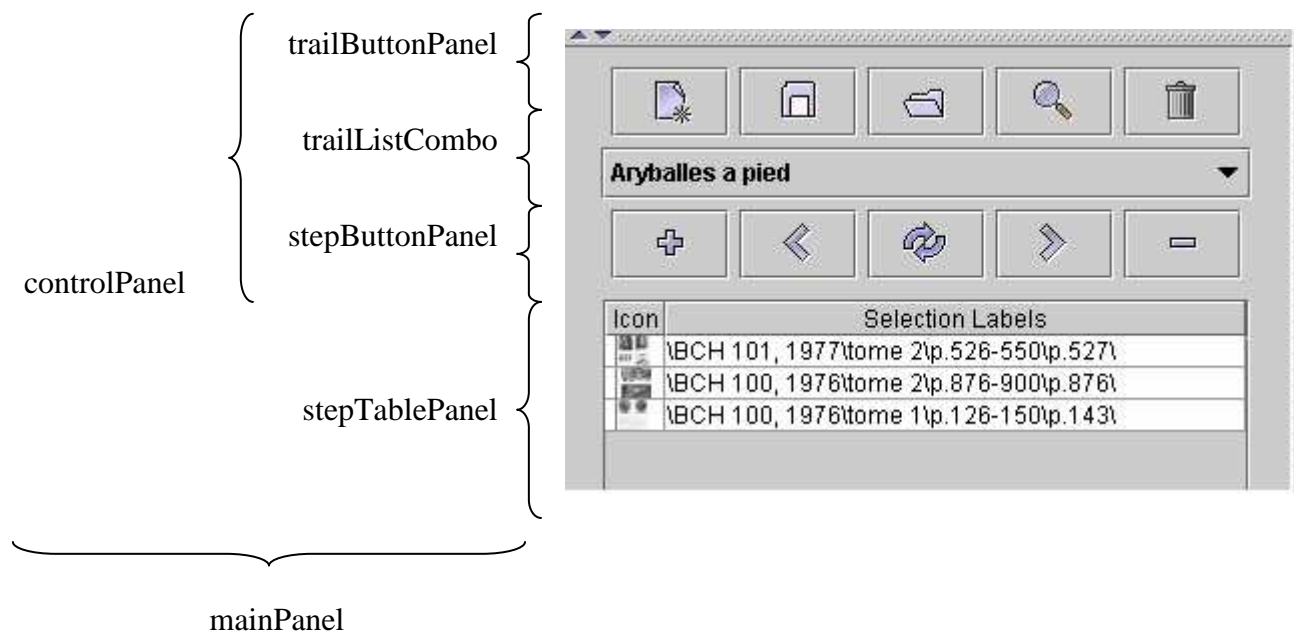 trailButtonPanel
trailListCombo
stepButtonPanel
controlPanel
stepTablePanel
mainPanel
Aryballes a pied
Icon Selection Labels
\BCH 101, 1977\tome 2\p.526-550\p.527\
\BCH 100, 1976\tome 2\p.876-900\p.876\
\BCH 100, 1976\tome 1\p.126-150\p.143\